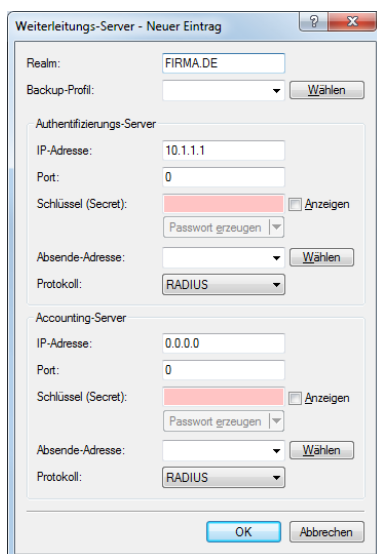 Weiterleitungs-Server - Neuer Eintrag
Realm: FIRMA.DE
Backup-Profil: Wählen
Authentifizierungs-Server
IP-Adresse: 10.1.1.1
Port: 0
Schlüssel (Secret): Anzeigen
Passwort erzeugen
Absende-Adresse: Wählen
Protokoll: RADIUS
Accounting-Server
IP-Adresse: 0.0.0.0
Port: 0
Schlüssel (Secret): Anzeigen
Passwort erzeugen
Absende-Adresse: Wählen
Protokoll: RADIUS
OK Abbrechen